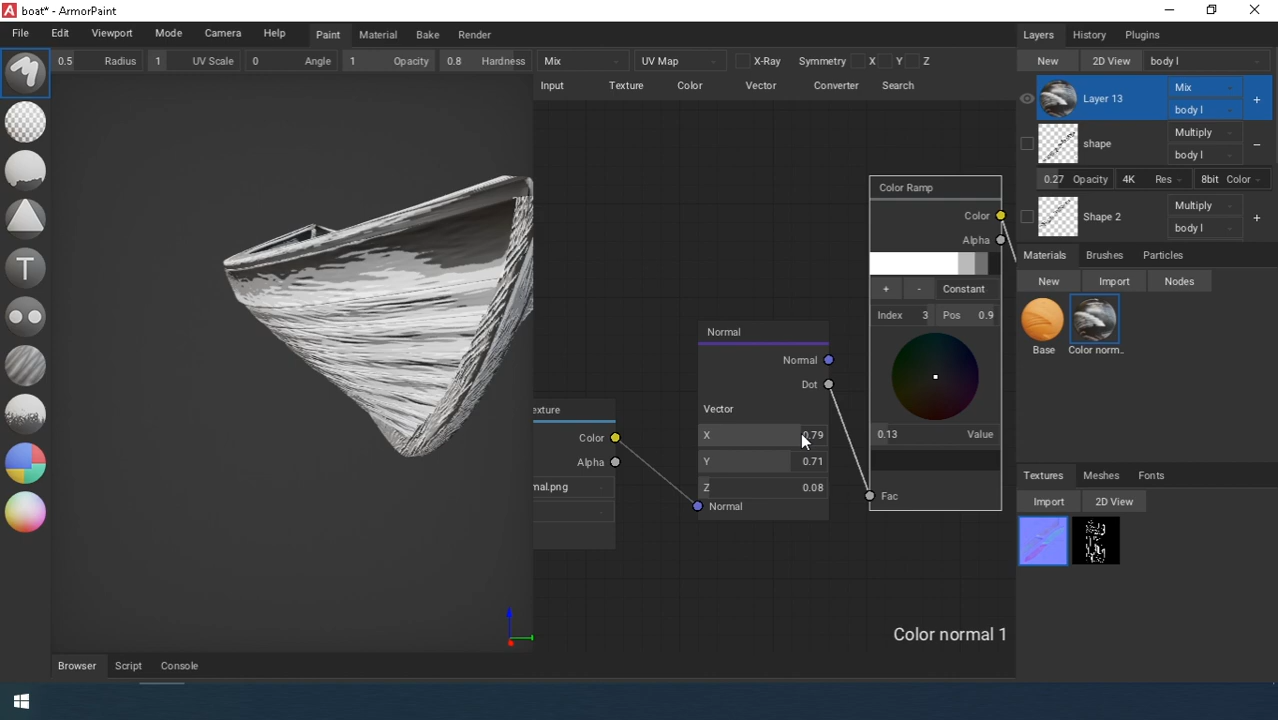 boat* - ArmorPaint
File Edit Viewport Mode Camera Help Paint Material Bake Render
Layers History Plugins
0.5 Radius 1 UV Scale 0 Angle 1 Opacity 0.8 Hardness Mix UV Map X-Ray Symmetry X Y Z
New 2D View body l
Input Texture Color Vector Converter Search
Layer 13 Mix
body l
+
shape Multiply
body l
-
0.27 Opacity 4K Res 8bit Color
Shape 2 Multiply
body l
+
Color Ramp
Color
Alpha
+ - Constant
Index 3 Pos 0.9
0.13 Value
Fac
Normal
Normal
Dot
Vector
X 0.79
Y 0.71
Z 0.08
Normal
exture
Color
Alpha
mal.png
Materials Brushes Particles
New Import Nodes
Base Color norm..
Textures Meshes Fonts
Import 2D View
T
Color normal 1
Browser Script Console